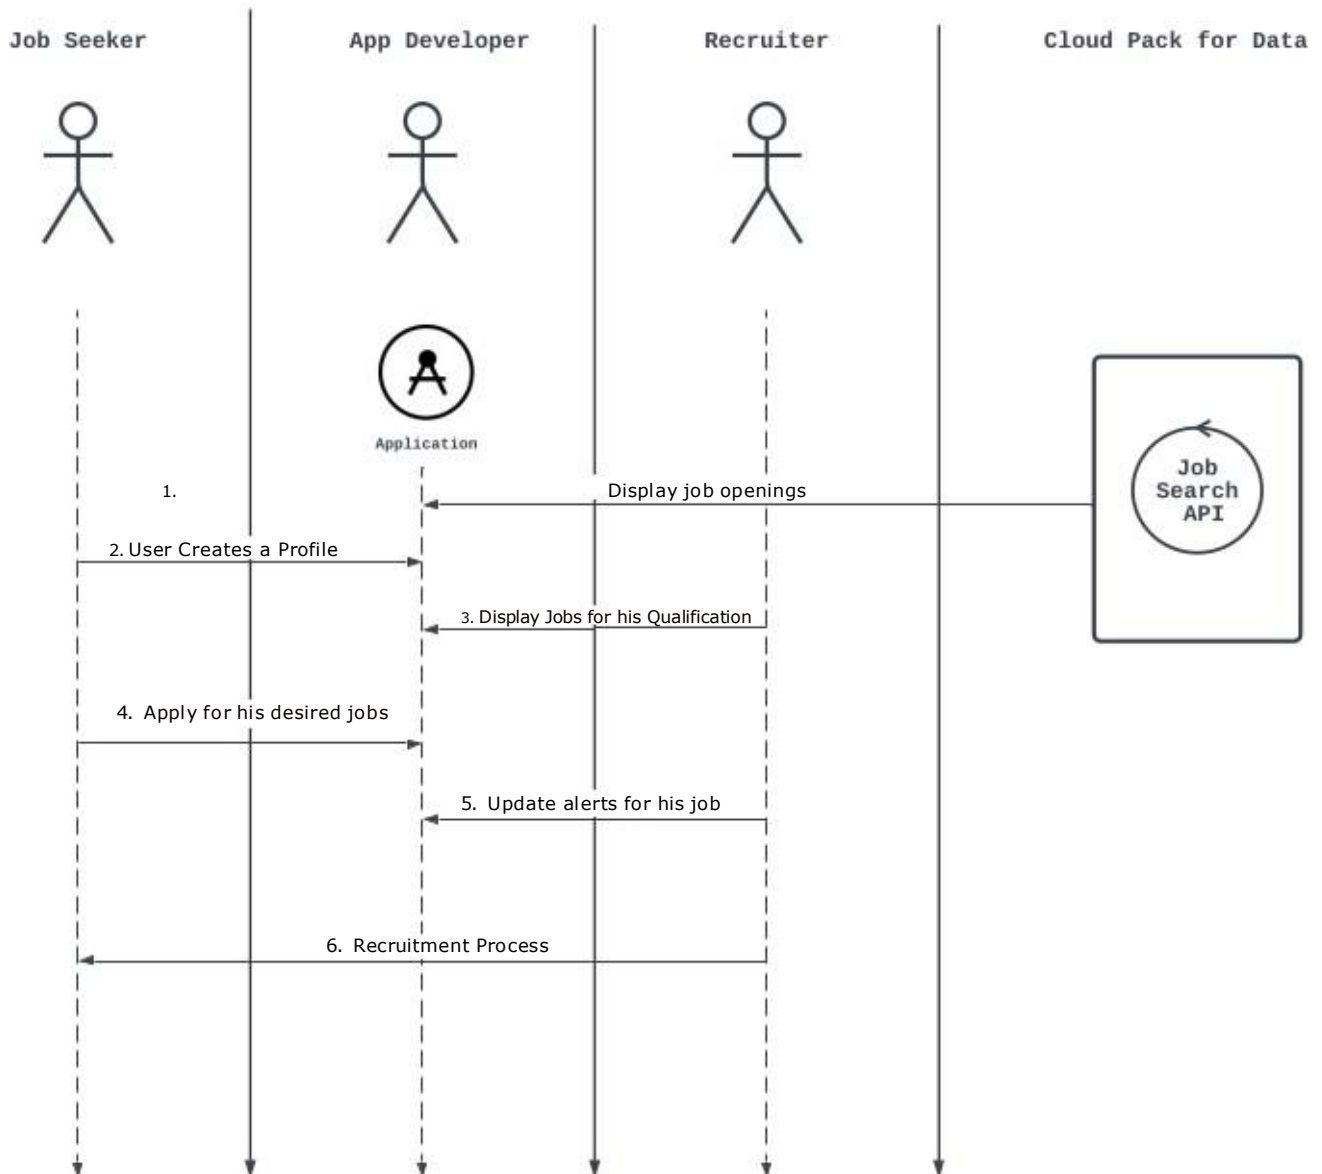 Job Seeker
App Developer
Recruiter
Cloud Pack for Data
Application
Job
Search
API
1.
Display job openings
2. User Creates a Profile
3. Display Jobs for his Qualification
4. Apply for his desired jobs
5. Update alerts for his job
6. Recruitment Process